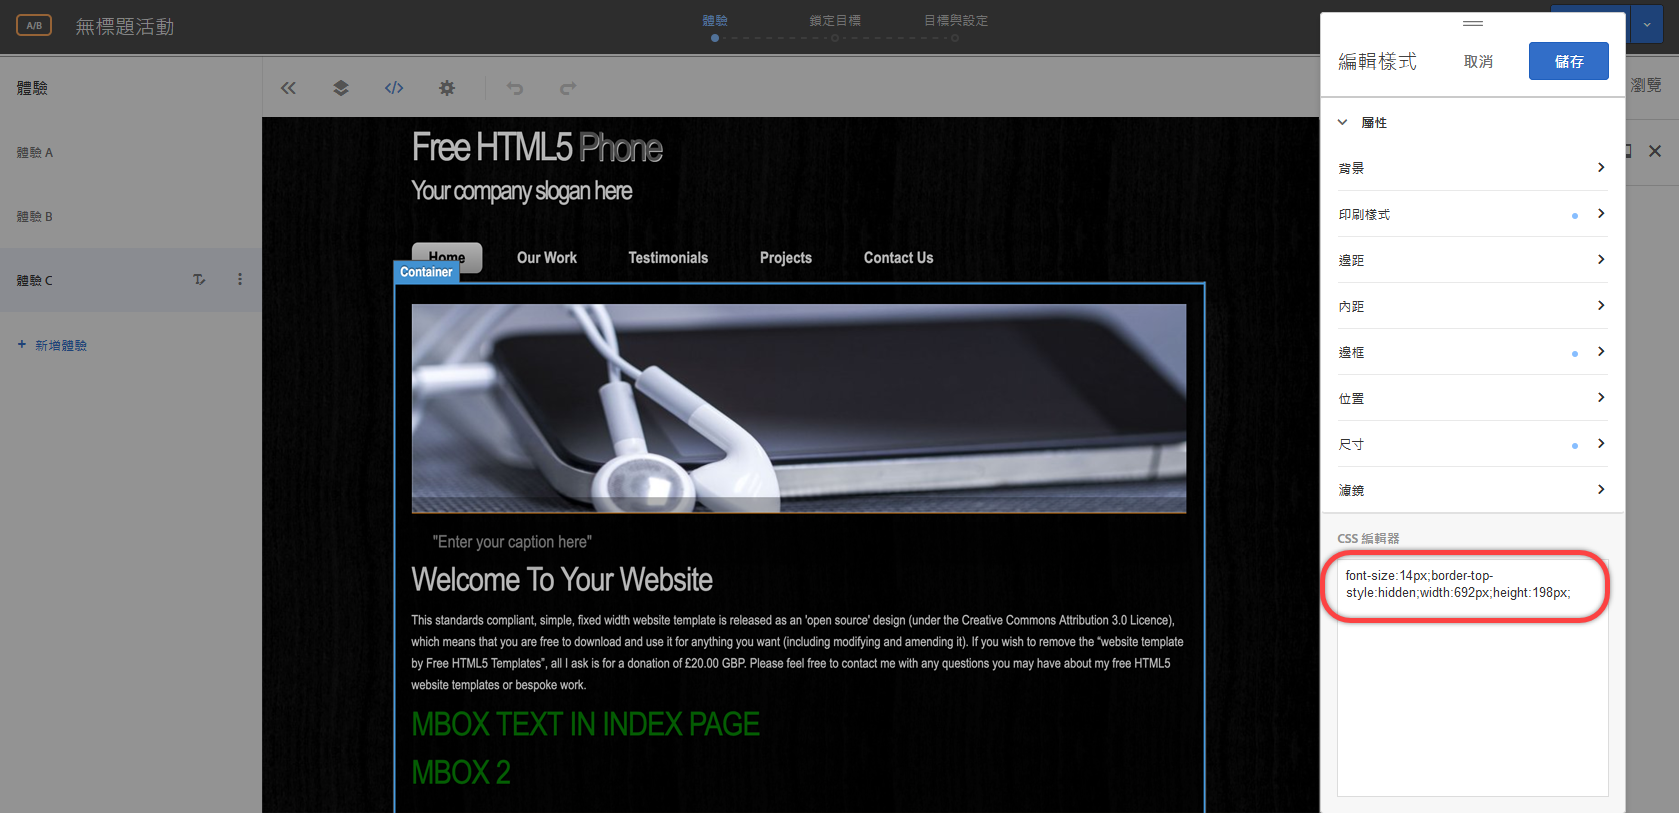 A/B 無標題活動
體驗 鎖定目標 目標與設定
體驗
體驗 A
體驗 B
體驗 C
+ 新增體驗
Free HTML5 Phone
Your company slogan here
Home Our Work Testimonials Projects Contact Us
Container
"Enter your caption here"
Welcome To Your Website
This standards compliant, simple, fixed width website template is released as an 'open source' design (under the Creative Commons Attribution 3.0 Licence),
which means that you are free to download and use it for anything you want (including modifying and amending it). If you wish to remove the “website template
by Free HTML5 Templates”, all I ask is for a donation of £20.00 GBP. Please feel free to contact me with any questions you may have about my free HTML5
website templates or bespoke work.
MBOX TEXT IN INDEX PAGE
MBOX 2
編輯樣式 取消 儲存
瀏覽
屬性
背景
印刷樣式
邊距
內距
邊框
位置
尺寸
濾鏡
CSS 編輯器
font-size:14px;border-top-
style:hidden;width:692px;height:198px;